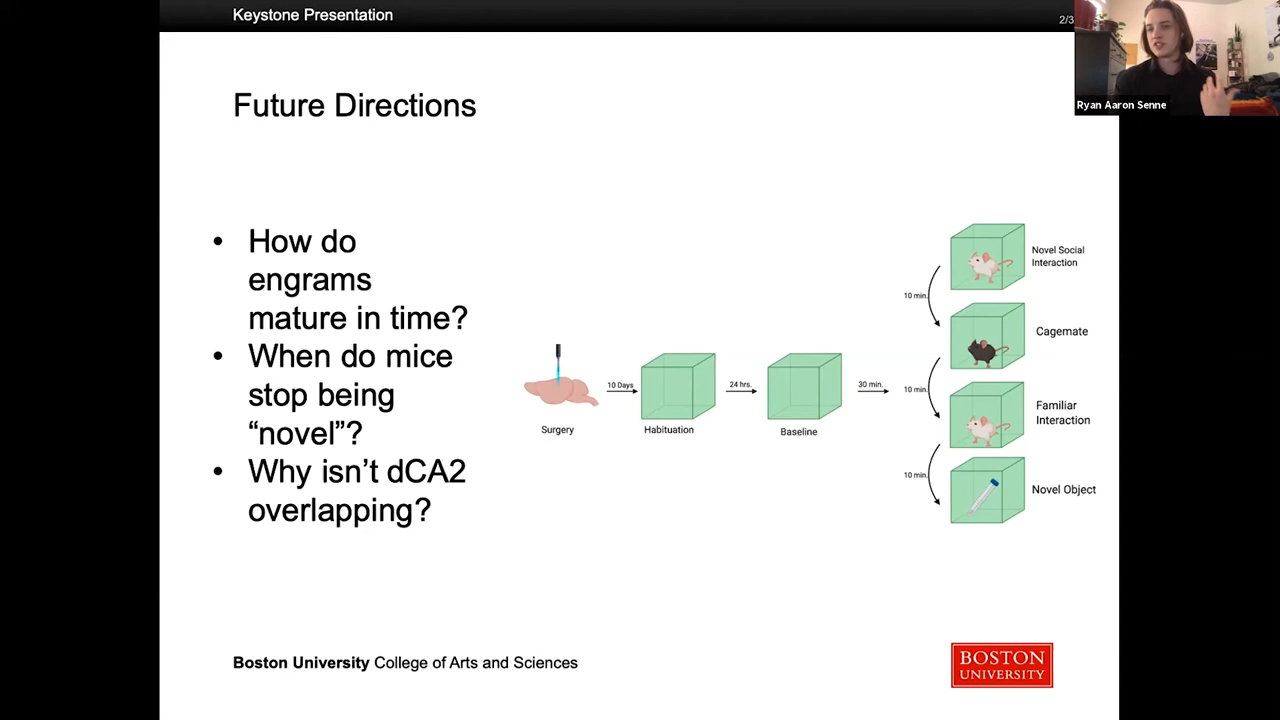 Keystone Presentation
2/3
Ryan Aaron Senne
Future Directions
• How do
engrams
mature in time?
• When do mice
stop being
“novel”?
• Why isn’t dCA2
overlapping?
Surgery
10 Days
Habituation
24 hrs.
Baseline
30 min.
Novel Social
Interaction
10 min.
Cagemate
10 min.
Familiar
Interaction
10 min.
Novel Object
Boston University College of Arts and Sciences
BOSTON
UNIVERSITY